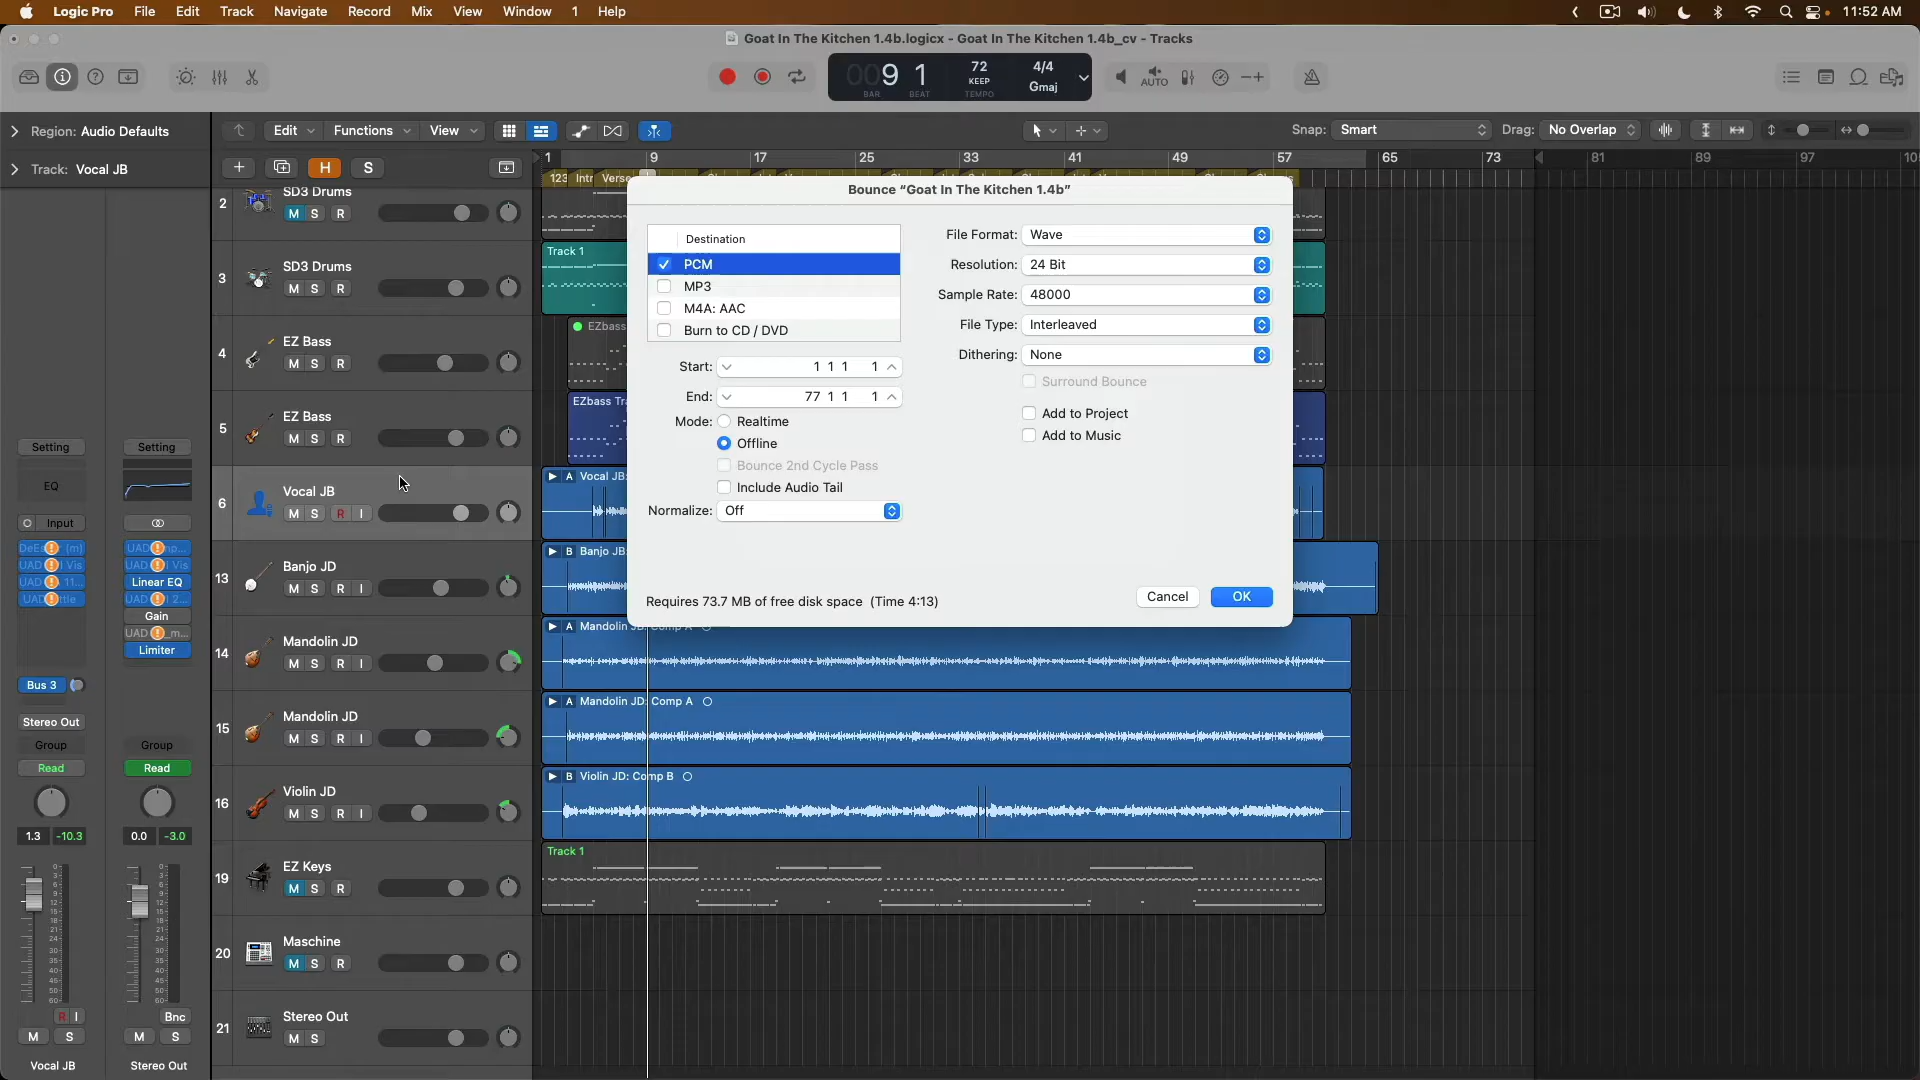 Logic Pro File Edit Track Navigate Record Mix View Window 1 Help 11:52 AM
Goat In The Kitchen 1.4b.logicx - Goat In The Kitchen 1.4b_cv - Tracks
009 1 72 KEEP 4/4 Gmaj AUTO
BAR BEAT TEMPO
Region: Audio Defaults
Edit Functions View Snap: Smart Drag: No Overlap
Track: Vocal JB
H S
1 9 17 25 33 41 49 57 65 73 81 89 97 10
123 Intr Verse
Bounce “Goat In The Kitchen 1.4b”
Destination
PCM
MP3
M4A: AAC
Burn to CD / DVD
Start: 1 1 1 1
End: 77 1 1 1
Mode: Realtime
Offline
Bounce 2nd Cycle Pass
Include Audio Tail
Normalize: Off
File Format: Wave
Resolution: 24 Bit
Sample Rate: 48000
File Type: Interleaved
Dithering: None
Surround Bounce
Add to Project
Add to Music
Requires 73.7 MB of free disk space (Time 4:13)
Cancel OK
2 SD3 Drums
M S R
3 SD3 Drums
M S R
Track 1
4 EZ Bass
M S R
EZbass
5 EZ Bass
M S R
EZbass Tra
6 Vocal JB
M S R I
A Vocal JB:
13 Banjo JD
M S R I
B Banjo JB:
14 Mandolin JD
M S R I
A Mandolin JD: Comp A
15 Mandolin JD
M S R I
A Mandolin JD: Comp A
16 Violin JD
M S R I
B Violin JD: Comp B
19 EZ Keys
M S R
Track 1
20 Maschine
M S R
21 Stereo Out
M S
Setting Setting
EQ
Input
Linear EQ
Gain
Limiter
Bus 3
Stereo Out
Group Group
Read Read
1.3 -10.3 0.0 -3.0
R I Bnc
M S M S
Vocal JB Stereo Out